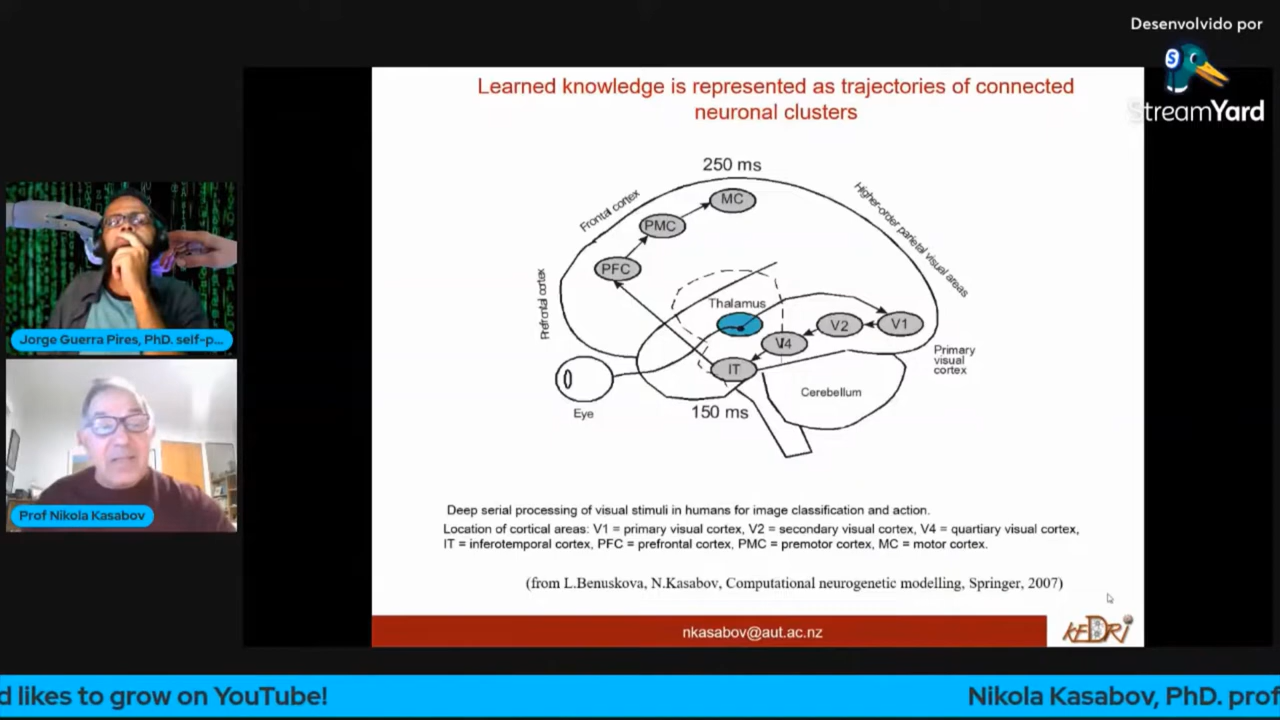 Desenvolvido por
StreamYard
Learned knowledge is represented as trajectories of connected
neuronal clusters
250 ms
Frontal cortex
Higher-order parietal visual areas
MC
PMC
PFC
Prefrontal cortex
Thalamus
V4
V2
V1
IT
Primary
visual
cortex
Eye
150 ms
Cerebellum
Deep serial processing of visual stimuli in humans for image classification and action.
Location of cortical areas: V1 = primary visual cortex, V2 = secondary visual cortex, V4 = quartiary visual cortex,
IT = inferotemporal cortex, PFC = prefrontal cortex, PMC = premotor cortex, MC = motor cortex.
(from L.Benuskova, N.Kasabov, Computational neurogenetic modelling, Springer, 2007)
nkasabov@aut.ac.nz
KEDRI
Jorge Guerra Pires, PhD. self-p...
Prof Nikola Kasabov
d likes to grow on YouTube!
Nikola Kasabov, PhD. prof